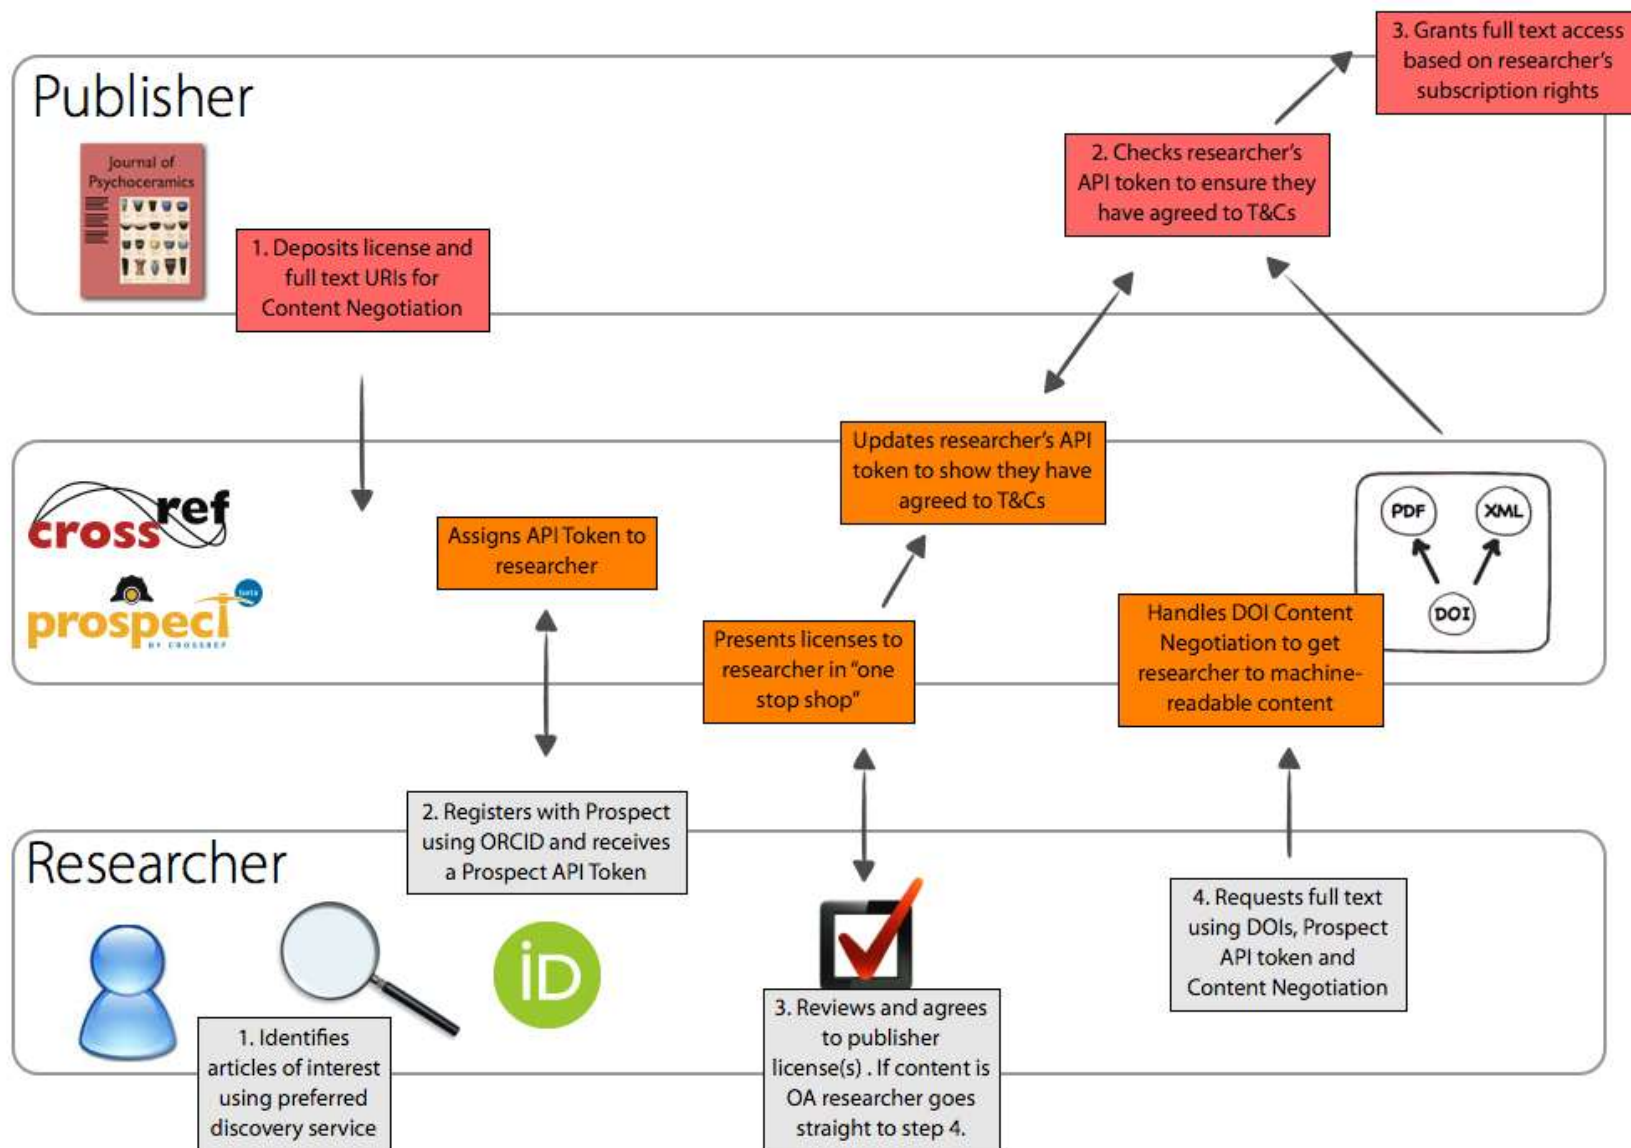 Publisher
Journal of
Psychoceramics
1. Deposits license and
full text URIs for
Content Negotiation
2. Checks researcher's
API token to ensure they
have agreed to T&Cs
3. Grants full text access
based on researcher's
subscription rights
crossref
prospect
beta
BY CROSSREF
Assigns API Token to
researcher
Presents licenses to
researcher in “one
stop shop”
Updates researcher's API
token to show they have
agreed to T&Cs
Handles DOI Content
Negotiation to get
researcher to machine-
readable content
PDF
XML
DOI
Researcher
1. Identifies
articles of interest
using preferred
discovery service
2. Registers with Prospect
using ORCID and receives
a Prospect API Token
iD
3. Reviews and agrees
to publisher
license(s) . If content is
OA researcher goes
straight to step 4.
4. Requests full text
using DOIs, Prospect
API token and
Content Negotiation